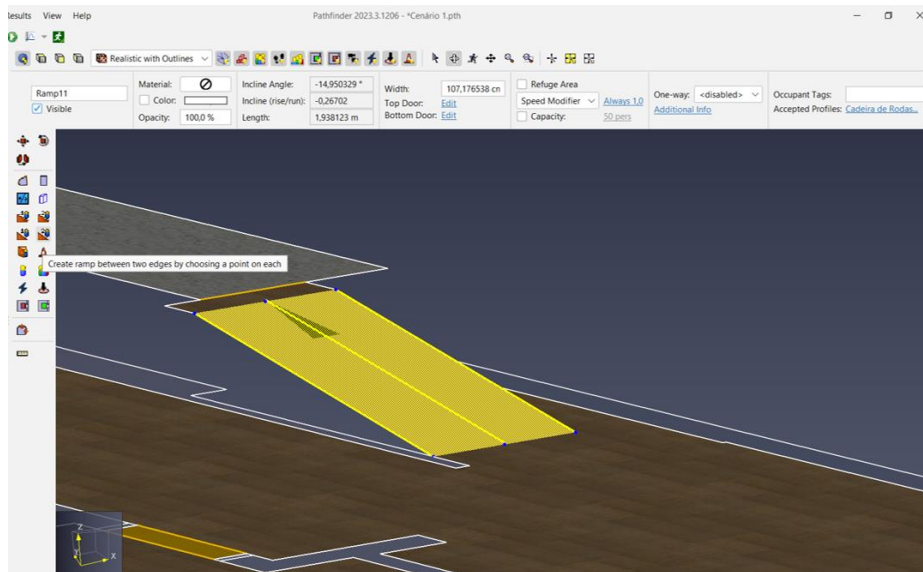 Results View Help
Pathfinder 2023.3.1206 - *Cenário 1.pth
Realistic with Outlines
Ramp11
Visible
Material:
Color:
Opacity: 100,0 %
Incline Angle: -14,950329 °
Incline (rise/run): -0,26702
Length: 1,938123 m
Width: 107,176538 cn
Top Door: Edit
Bottom Door: Edit
Refuge Area
Speed Modifier Always 1.0
Capacity: 50 pers
One-way: <disabled>
Additional Info
Occupant Tags:
Accepted Profiles: Cadeira de Rodas...
Create ramp between two edges by choosing a point on each
Z
Y
X